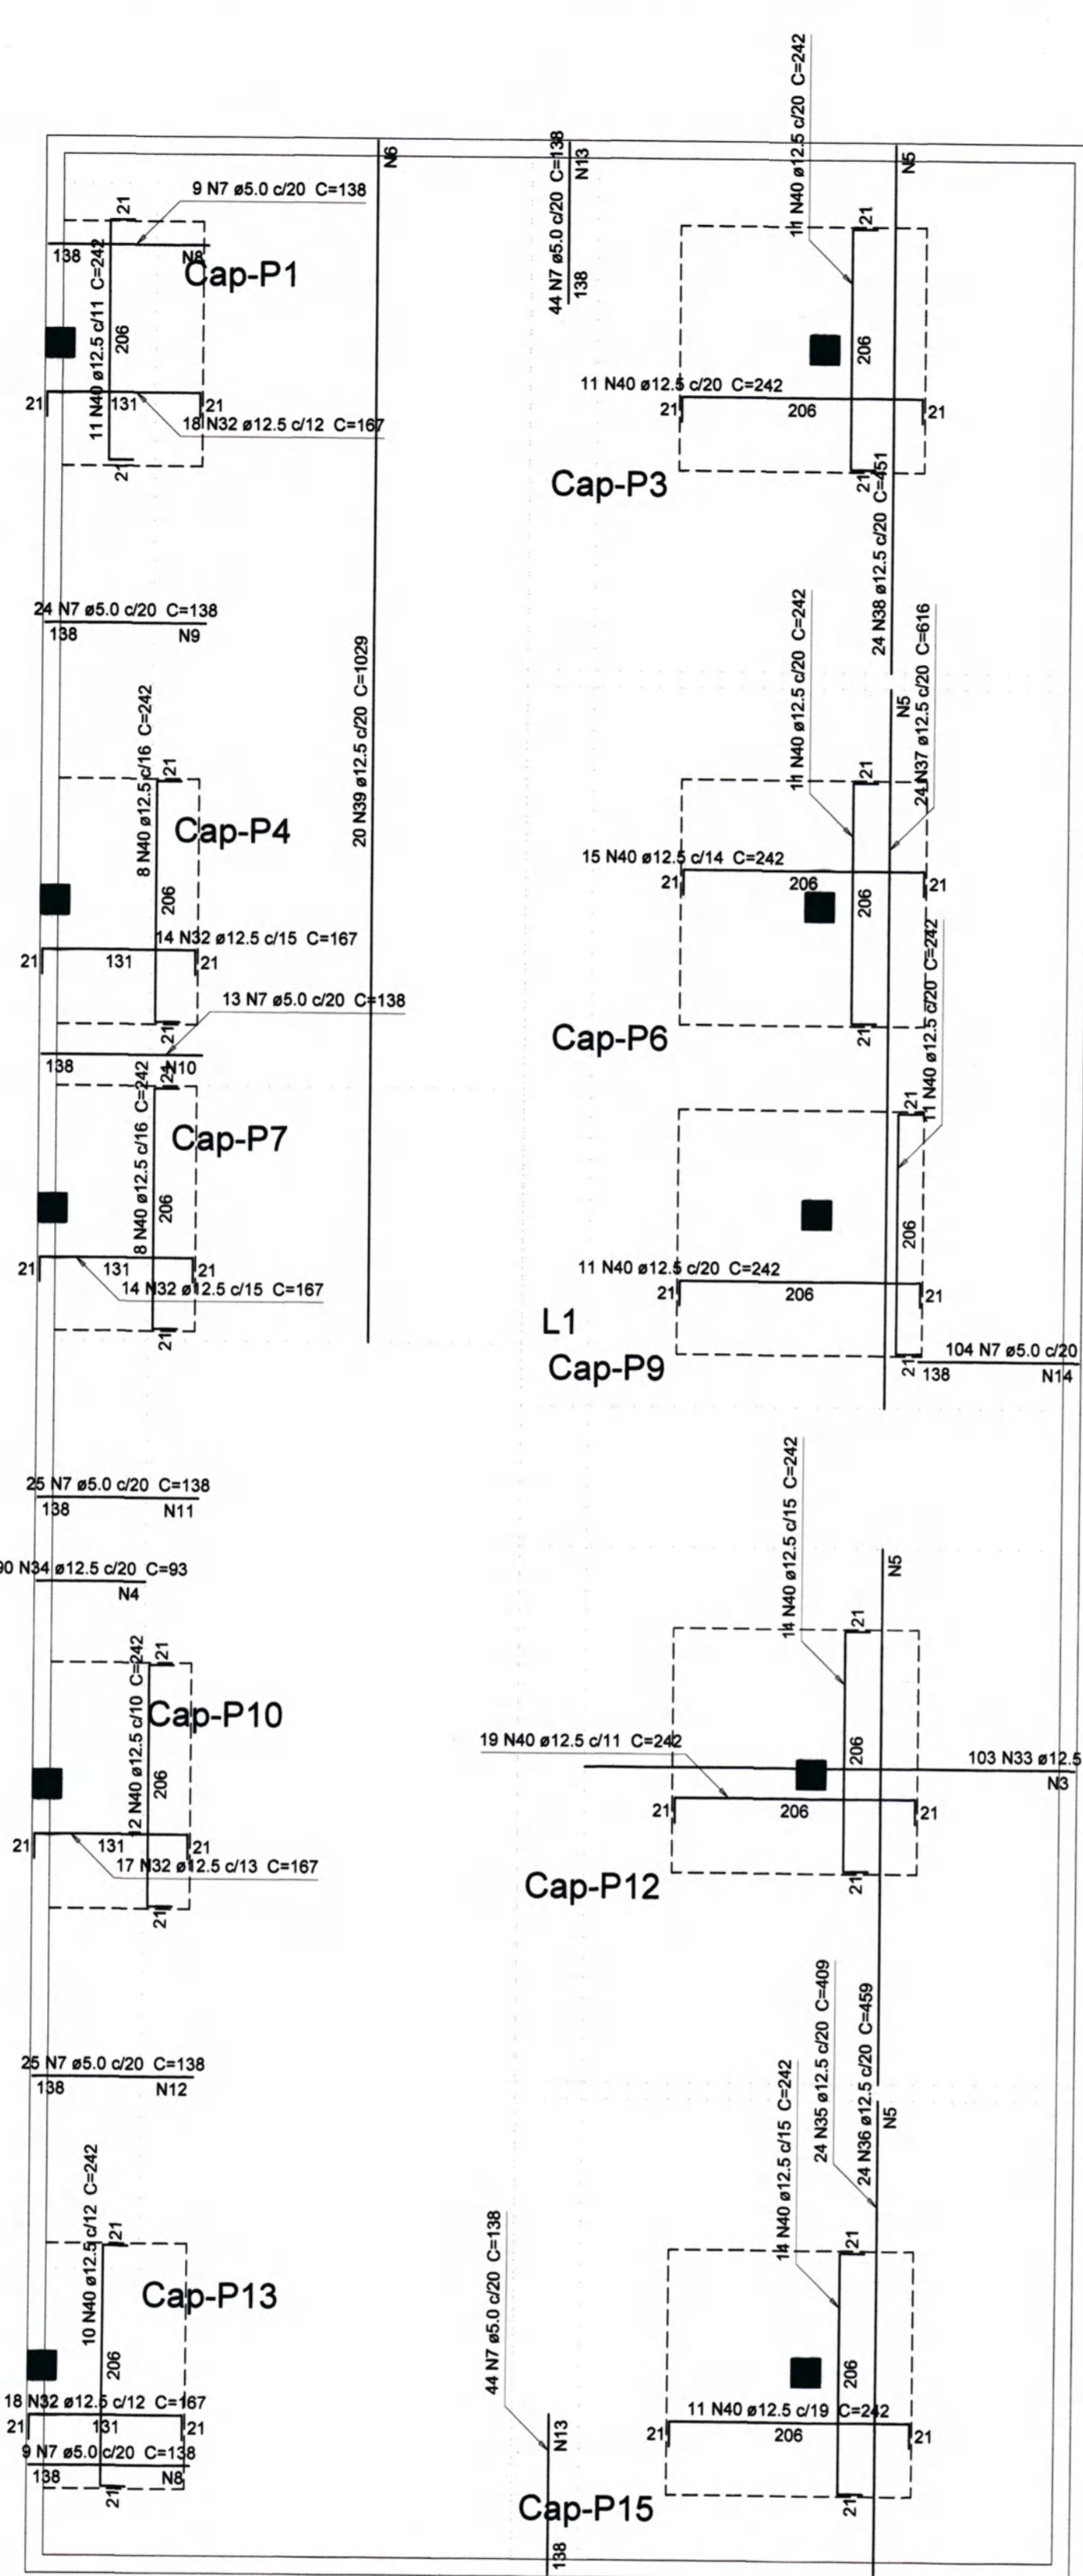 N6
44 N7 ø5.0 c/20 C=138
138
N13
11 N40 ø12.5 c/20 C=242
N5
9 N7 ø5.0 c/20 C=138
138
N8
21
Cap-P1
11 N40 ø12.5 c/11 C=242
206
21
131
21
18 N32 ø12.5 c/12 C=167
21
21
206
11 N40 ø12.5 c/20 C=242
21
206
21
21
Cap-P3
24 N38 ø12.5 c/20 C=451
24 N7 ø5.0 c/20 C=138
138
N9
20 N39 ø12.5 c/20 C=1029
11 N40 ø12.5 c/20 C=242
N5
24 N37 ø12.5 c/20 C=616
8 N40 ø12.5 c/16 C=242
21
Cap-P4
206
14 N32 ø12.5 c/15 C=167
21
131
21
21
21
15 N40 ø12.5 c/14 C=242
21
206
21
206
21
Cap-P6
13 N7 ø5.0 c/20 C=138
138
N10
11 N40 ø12.5 c/20 C=242
8 N40 ø12.5 c/16 C=242
21
Cap-P7
206
21
131
21
14 N32 ø12.5 c/15 C=167
21
21
206
11 N40 ø12.5 c/20 C=242
21
206
21
21
L1
Cap-P9
104 N7 ø5.0 c/20
138
N14
25 N7 ø5.0 c/20 C=138
138
N11
90 N34 ø12.5 c/20 C=93
N4
14 N40 ø12.5 c/15 C=242
N5
12 N40 ø12.5 c/10 C=242
21
Cap-P10
206
21
131
21
17 N32 ø12.5 c/13 C=167
21
21
206
19 N40 ø12.5 c/11 C=242
103 N33 ø12.5
N3
21
206
21
21
Cap-P12
25 N7 ø5.0 c/20 C=138
138
N12
24 N35 ø12.5 c/20 C=409
24 N36 ø12.5 c/20 C=459
N5
14 N40 ø12.5 c/15 C=242
10 N40 ø12.5 c/12 C=242
21
Cap-P13
206
18 N32 ø12.5 c/12 C=167
21
131
21
9 N7 ø5.0 c/20 C=138
138
N8
21
44 N7 ø5.0 c/20 C=138
N13
138
21
206
11 N40 ø12.5 c/19 C=242
21
206
21
21
Cap-P15